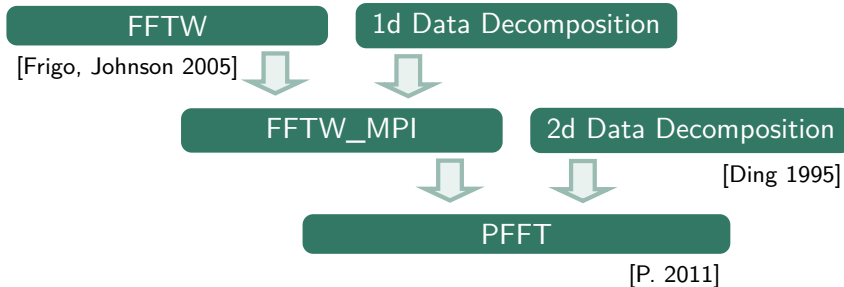 FFTW
1d Data Decomposition
[Frigo, Johnson 2005]
FFTW_MPI
2d Data Decomposition
[Ding 1995]
PFFT
[P. 2011]